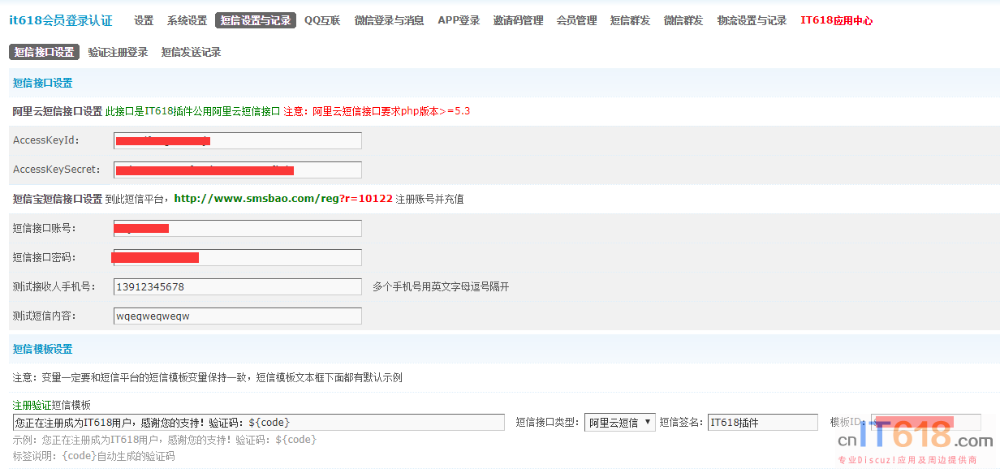 it618会员登录认证 设置 系统设置 短信设置与记录 QQ互联 微信登录与消息 APP登录 邀请码管理 会员管理 短信群发 微信群发 物流设置与记录 IT618应用中心
短信接口设置 验证注册登录 短信发送记录
短信接口设置
阿里云短信接口设置 此接口是IT618插件公用阿里云短信接口 注意：阿里云短信接口要求php版本>=5.3
AccessKeyId:
AccessKeySecret:
短信宝短信接口设置 到此短信平台，http://www.smsbao.com/reg?r=10122 注册账号并充值
短信接口账号:
短信接口密码:
测试接收人手机号: 13912345678 多个手机号用英文字母逗号隔开
测试短信内容: wqeqweqweqw
短信模板设置
注意：变量一定要和短信平台的短信模板变量保持一致，短信模板文本框下面都有默认示例
注册验证短信模板
您正在注册成为IT618用户，感谢您的支持！验证码：${code} 短信接口类型: 阿里云短信 ▼ 短信签名: IT618插件 模板ID:
示例：您正在注册成为IT618用户，感谢您的支持！验证码：${code}
标签说明：{code}自动生成的验证码
cnIT618.com
专业Discuz!应用及周边提供商